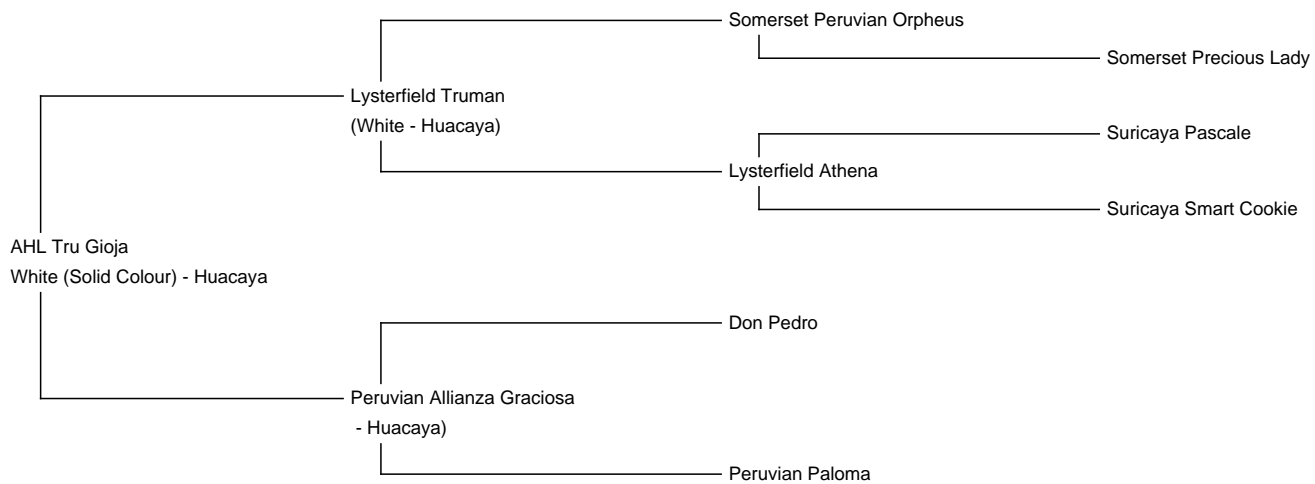 Somerset Peruvian Orpheus
Somerset Precious Lady
Lysterfield Truman
(White - Huacaya)
Suricaya Pascale
Lysterfield Athena
Suricaya Smart Cookie
AHL Tru Gioja
White (Solid Colour) - Huacaya
Don Pedro
Peruvian Allianza Graciosa
- Huacaya)
Peruvian Paloma